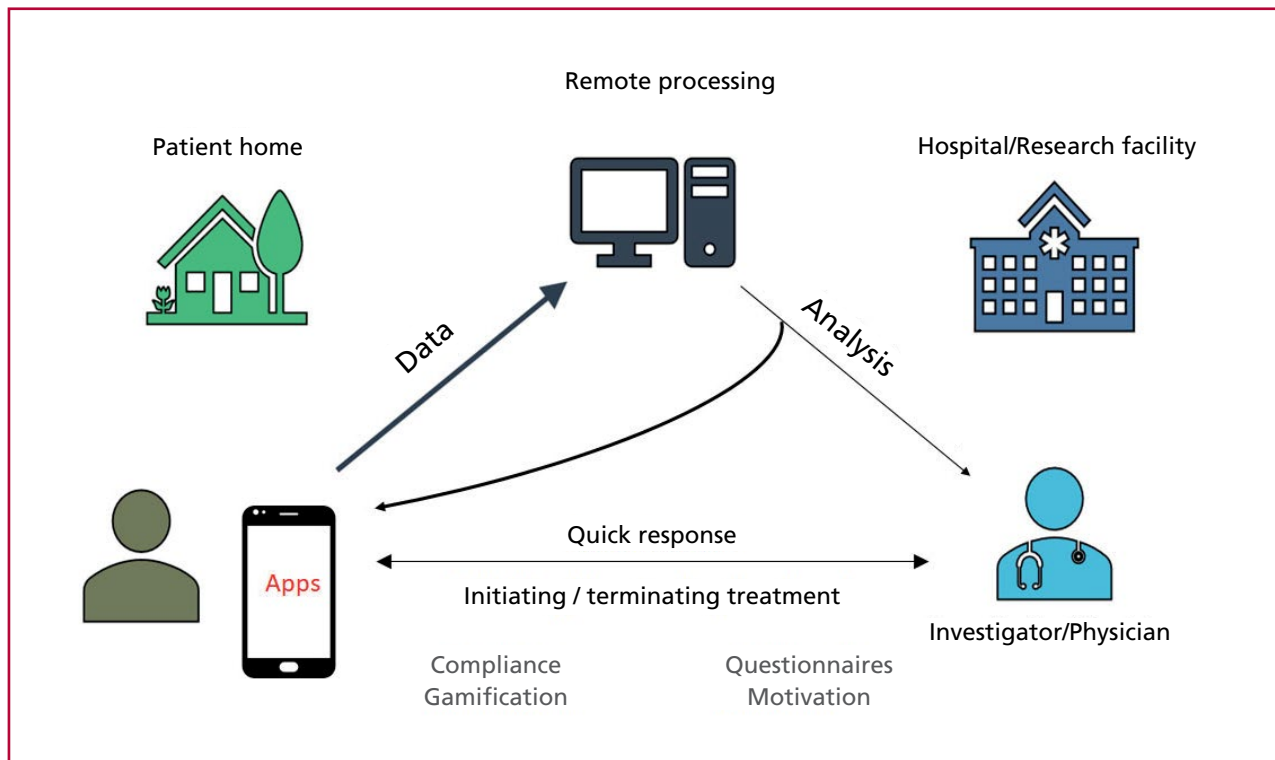 Remote processing
Patient home
Hospital/Research facility
Data
Analysis
Apps
Quick response
Initiating / terminating treatment
Investigator/Physician
Compliance
Gamification
Questionnaires
Motivation